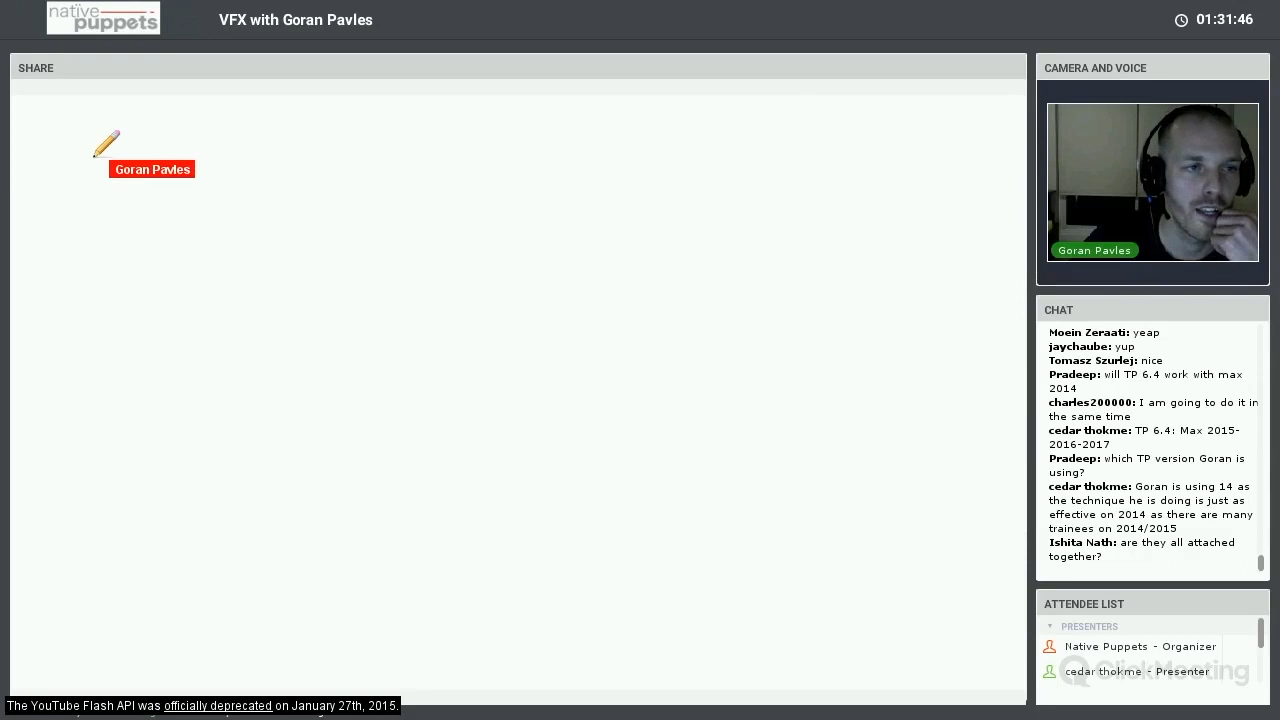 native
puppets
VFX with Goran Pavles
01:31:46
SHARE
Goran Pavles
CAMERA AND VOICE
Goran Pavles
CHAT
Moein Zeraati: yeap
jaychaube: yup
Tomasz Szurlej: nice
Pradeep: will TP 6.4 work with max
2014
charles200000: I am going to do it in
the same time
cedar thokme: TP 6.4: Max 2015-
2016-2017
Pradeep: which TP version Goran is
using?
cedar thokme: Goran is using 14 as
the technique he is doing is just as
effective on 2014 as there are many
trainees on 2014/2015
Ishita Nath: are they all attached
together?
ATTENDEE LIST
PRESENTERS
Native Puppets - Organizer
cedar thokme - Presenter
ClickMeeting
The YouTube Flash API was officially deprecated on January 27th, 2015.